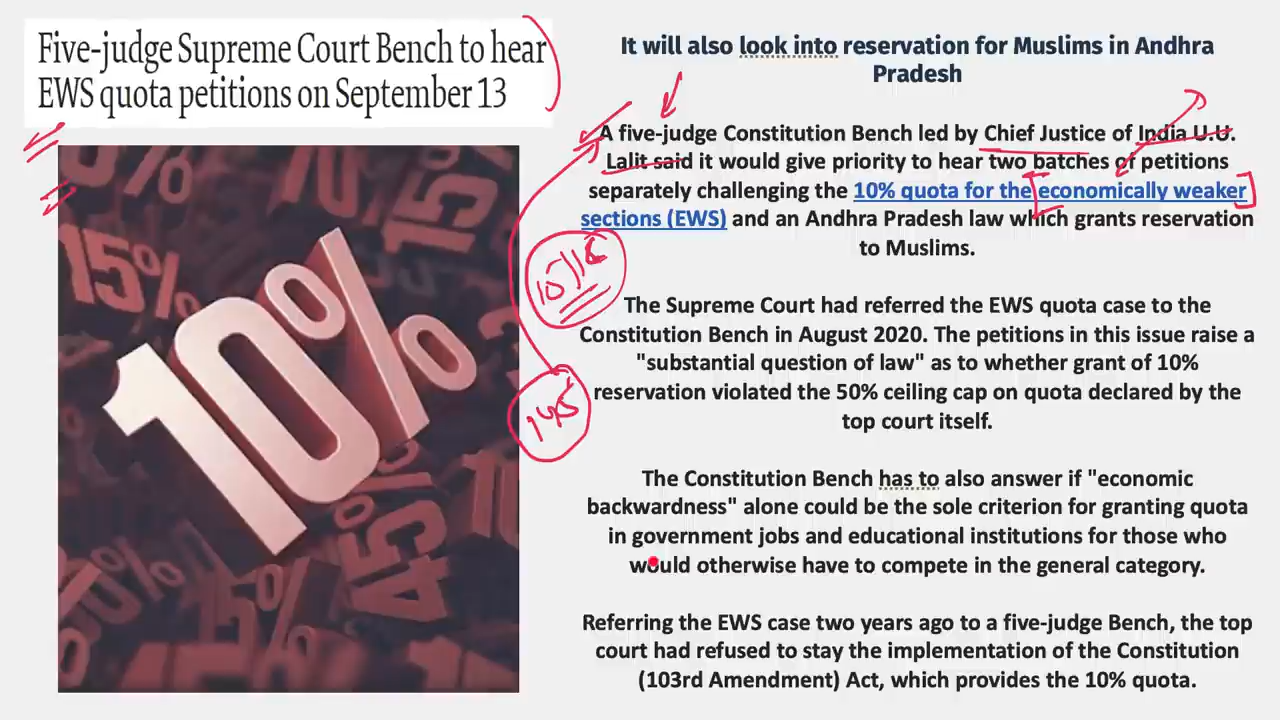 Five-judge Supreme Court Bench to hear
EWS quota petitions on September 13
It will also look into reservation for Muslims in Andhra
Pradesh
A five-judge Constitution Bench led by Chief Justice of India U.U.
Lalit said it would give priority to hear two batches of petitions
separately challenging the 10% quota for the economically weaker
sections (EWS) and an Andhra Pradesh law which grants reservation
to Muslims.
The Supreme Court had referred the EWS quota case to the
Constitution Bench in August 2020. The petitions in this issue raise a
"substantial question of law" as to whether grant of 10%
reservation violated the 50% ceiling cap on quota declared by the
top court itself.
The Constitution Bench has to also answer if "economic
backwardness" alone could be the sole criterion for granting quota
in government jobs and educational institutions for those who
would otherwise have to compete in the general category.
Referring the EWS case two years ago to a five-judge Bench, the top
court had refused to stay the implementation of the Constitution
(103rd Amendment) Act, which provides the 10% quota.
145
10%
15%
15%
45%
15%
10%